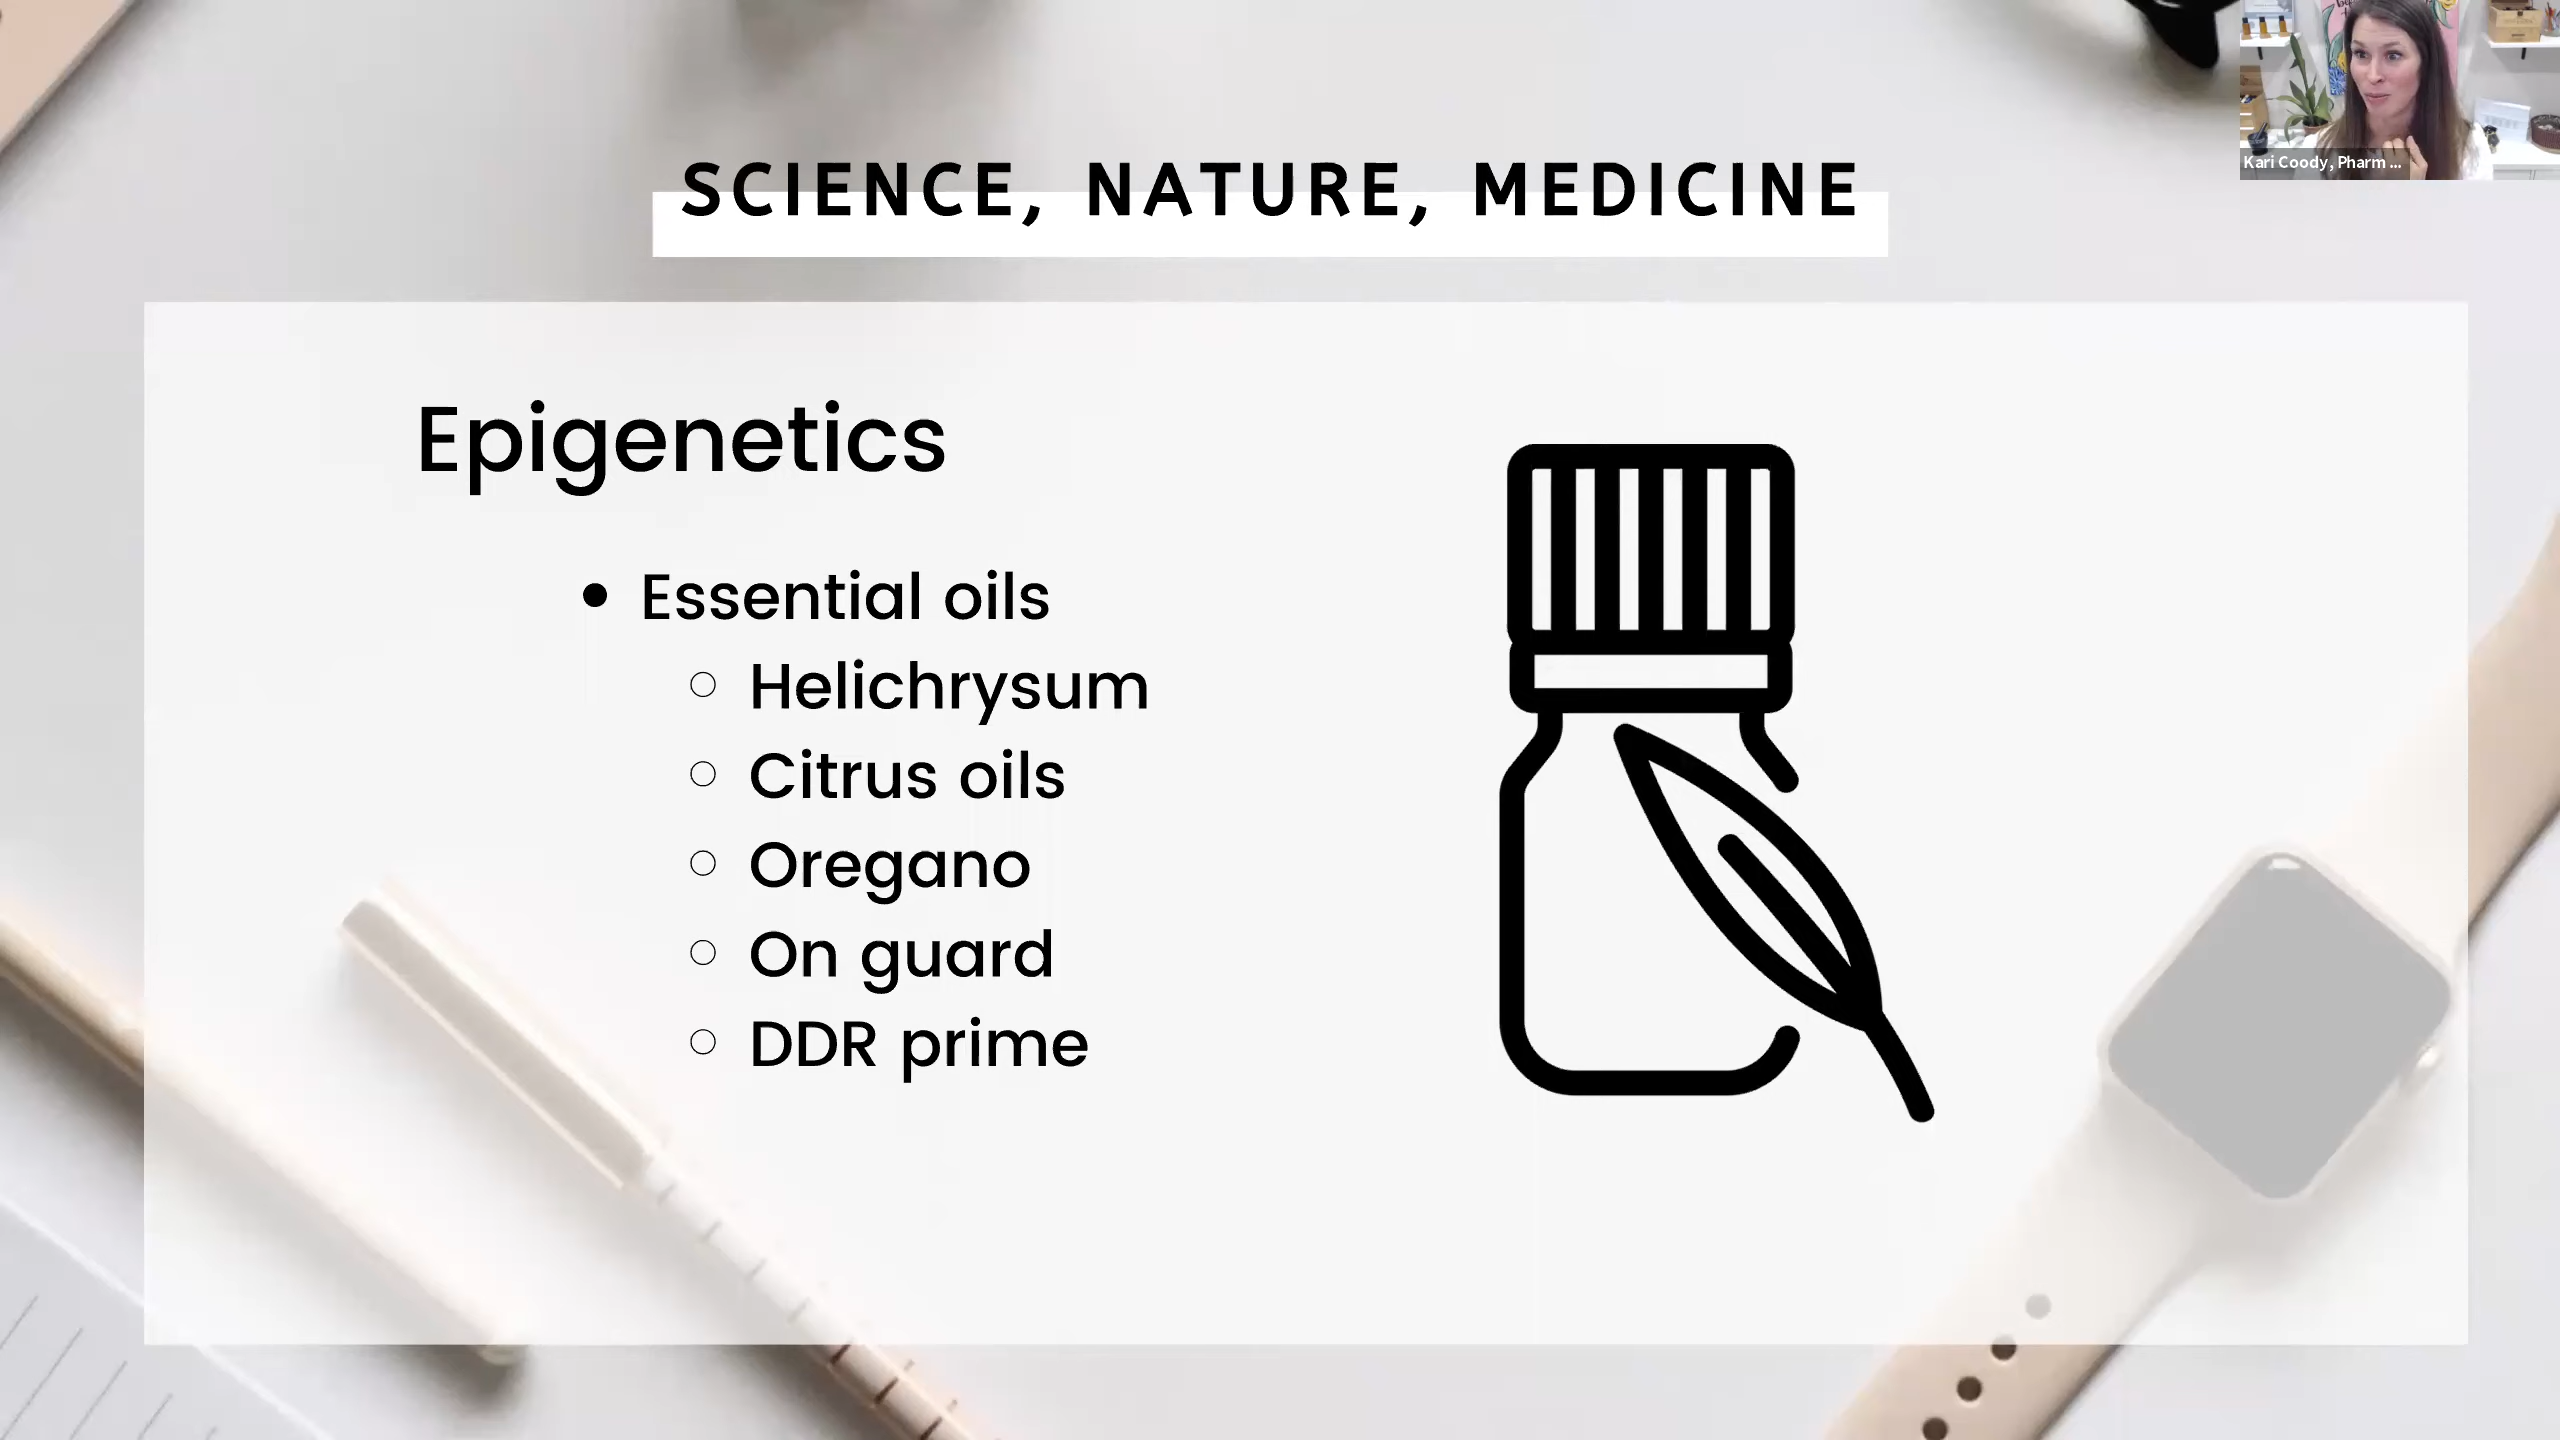 SCIENCE, NATURE, MEDICINE
Kari Coody, Pharm ...
Epigenetics
• Essential oils
○ Helichrysum
○ Citrus oils
○ Oregano
○ On guard
○ DDR prime